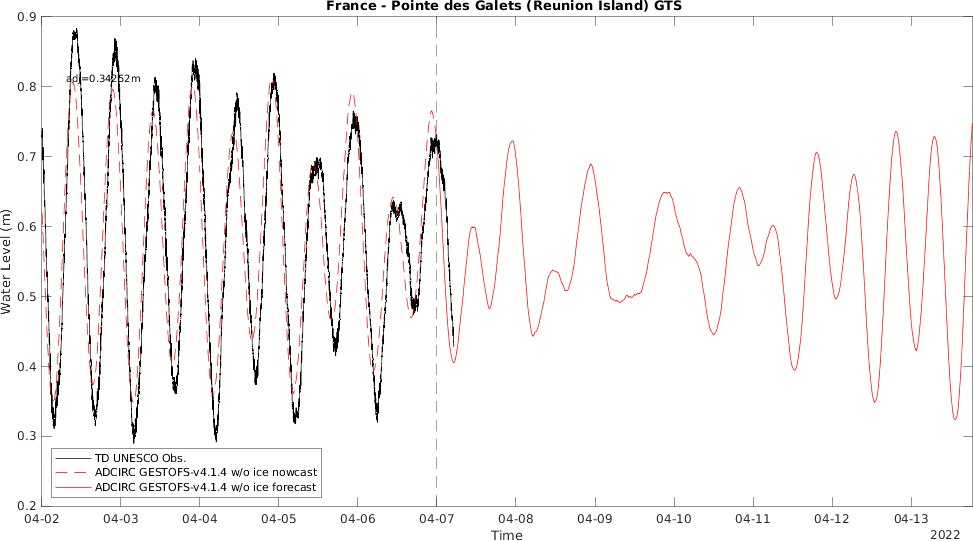 France - Pointe des Galets (Reunion Island) GTS
0.9
0.8
0.7
0.6
0.5
0.4
0.3
0.2
Water Level (m)
adj=0.34252m
TD UNESCO Obs.
ADCIRC GESTOFS-v4.1.4 w/o ice nowcast
ADCIRC GESTOFS-v4.1.4 w/o ice forecast
04-02 04-03 04-04 04-05 04-06 04-07 04-08 04-09 04-10 04-11 04-12 04-13
Time
2022